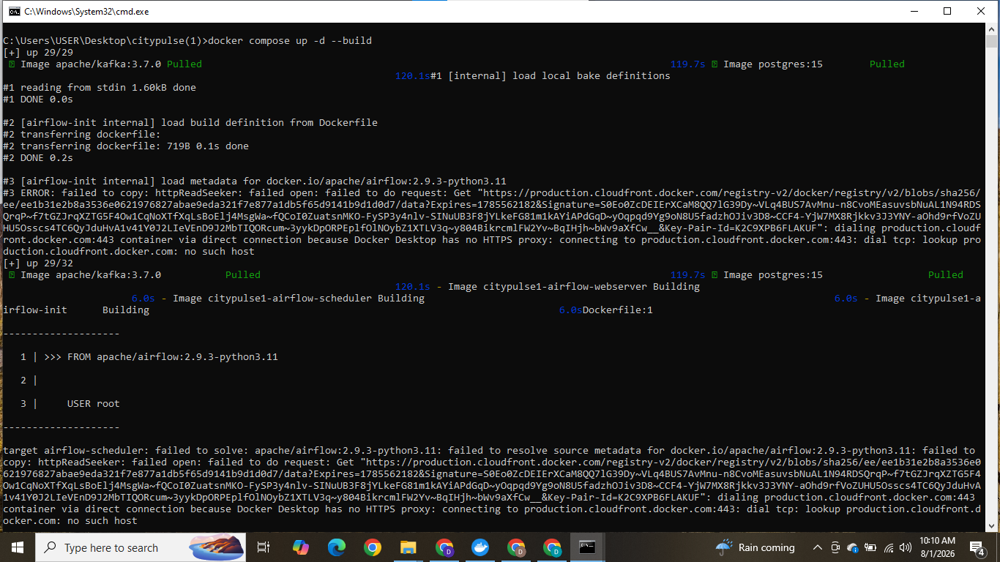 C:\Windows\System32\cmd.exe
C:\Users\USER\Desktop\citypulse(1)>docker compose up -d --build
[+] up 29/29
Image apache/kafka:3.7.0 Pulled 119.7s Image postgres:15 Pulled
120.1s#1 [internal] load local bake definitions
#1 reading from stdin 1.60kB done
#1 DONE 0.0s
#2 [airflow-init internal] load build definition from Dockerfile
#2 transferring dockerfile:
#2 transferring dockerfile: 719B 0.1s done
#2 DONE 0.2s
#3 [airflow-init internal] load metadata for docker.io/apache/airflow:2.9.3-python3.11
#3 ERROR: failed to copy: httpReadSeeker: failed open: failed to do request: Get "https://production.cloudfront.docker.com/registry-v2/docker/registry/v2/blobs/sha256/
ee/ee1b31e2b8a3536e0621976827abae9eda321f7e877a1db5f65d9141b9d1d0d7/data?Expires=1785562182&Signature=S0Eo0ZcDEIErXCaM8QQ7lG39Dy~VLq4BUS7AvMnu-n8CvoMEasuvsbNuAL1N94RDS
QrqP~f7tGZJrqXZTG5F4Ow1CqNoXTfXqLsBoElj4MsgWa~fQCoI0ZuatsnMKO-FySP3y4nlv-SINuUB3F8jYLkeFG81m1kAYiAPdGqD~yOqpqd9Yg9oN8U5fadzhOJiv3D8~CCF4-YjW7MX8Rjkkv3J3YNY-aOhd9rfVoZU
HU5Osscs4TC6QyJduHvA1v41Y0J2LIeVEnD9J2MbTIQORcum~3yykDpORPEplfOlNOybZ1XTLV3q~y804BikrcmlFW2Yv~BqIHjh~bWv9aXfCw__&Key-Pair-Id=K2C9XPB6FLAKUF": dialing production.cloudf
ront.docker.com:443 container via direct connection because Docker Desktop has no HTTPS proxy: connecting to production.cloudfront.docker.com:443: dial tcp: lookup pro
duction.cloudfront.docker.com: no such host
[+] up 29/32
Image apache/kafka:3.7.0 Pulled 119.7s Image postgres:15 Pulled
120.1s - Image citypulse1-airflow-webserver Building
6.0s - Image citypulse1-airflow-scheduler Building 6.0s - Image citypulse1-a
irflow-init Building 6.0sDockerfile:1
--------------------
1 | >>> FROM apache/airflow:2.9.3-python3.11
2 |
3 | USER root
--------------------
target airflow-scheduler: failed to solve: apache/airflow:2.9.3-python3.11: failed to resolve source metadata for docker.io/apache/airflow:2.9.3-python3.11: failed to
copy: httpReadSeeker: failed open: failed to do request: Get "https://production.cloudfront.docker.com/registry-v2/docker/registry/v2/blobs/sha256/ee/ee1b31e2b8a3536e0
621976827abae9eda321f7e877a1db5f65d9141b9d1d0d7/data?Expires=1785562182&Signature=S0Eo0ZcDEIErXCaM8QQ7lG39Dy~VLq4BUS7AvMnu-n8CvoMEasuvsbNuAL1N94RDSQrqP~f7tGZJrqXZTG5F4
Ow1CqNoXTfXqLsBoElj4MsgWa~fQCoI0ZuatsnMKO-FySP3y4nlv-SINuUB3F8jYLkeFG81m1kAYiAPdGqD~yOqpqd9Yg9oN8U5fadzhOJiv3D8~CCF4-YjW7MX8Rjkkv3J3YNY-aOhd9rfVoZUHU5Osscs4TC6QyJduHvA
1v41Y0J2LIeVEnD9J2MbTIQORcum~3yykDpORPEplfOlNOybZ1XTLV3q~y804BikrcmlFW2Yv~BqIHjh~bWv9aXfCw__&Key-Pair-Id=K2C9XPB6FLAKUF": dialing production.cloudfront.docker.com:443
container via direct connection because Docker Desktop has no HTTPS proxy: connecting to production.cloudfront.docker.com:443: dial tcp: lookup production.cloudfront.d
ocker.com: no such host
Type here to search
Rain coming
10:10 AM
8/1/2026
4